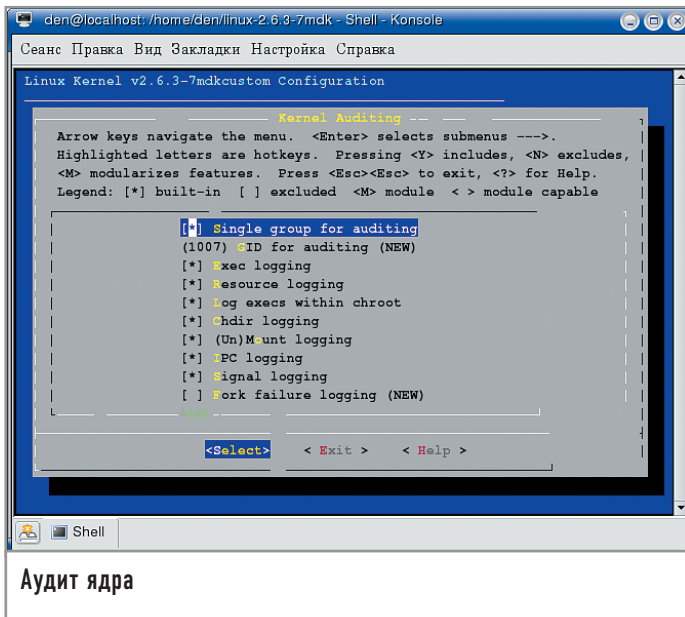 den@localhost: /home/den/linux-2.6.3-7mdk - Shell - Konsole
Сеанс Правка Вид Закладки Настройка Справка
Linux Kernel v2.6.3-7mdkcustom Configuration
Kernel Auditing
Arrow keys navigate the menu. <Enter> selects submenus --->.
Highlighted letters are hotkeys. Pressing <Y> includes, <N> excludes,
<M> modularizes features. Press <Esc><Esc> to exit, <?> for Help.
Legend: [*] built-in [ ] excluded <M> module < > module capable
[*] Single group for auditing
(1007) GID for auditing (NEW)
[*] Exec logging
[*] Resource logging
[*] Log execs within chroot
[*] Chdir logging
[*] (Un)Mount logging
[*] IPC logging
[*] Signal logging
[ ] Fork failure logging (NEW)
<Select> < Exit > < Help >
Shell
Аудит ядра